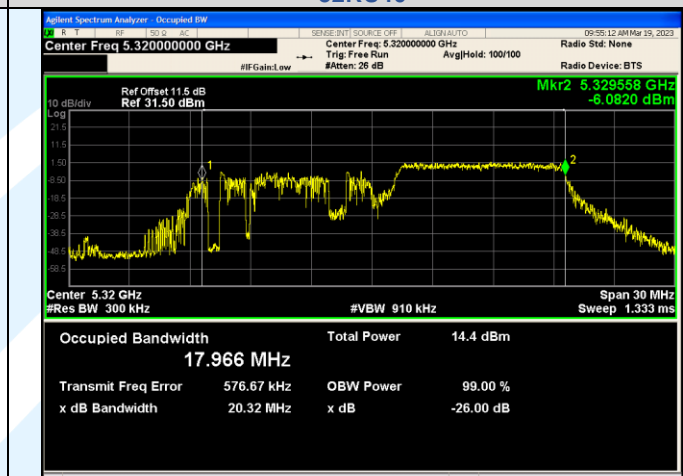 Agilent Spectrum Analyzer - Occupied BW
R T RF 50 Ω AC SENSE:INT SOURCE OFF ALIGN AUTO 09:55:12 AM Mar 19, 2023
Center Freq 5.320000000 GHz Center Freq: 5.320000000 GHz Radio Std: None
Trig: Free Run Avg|Hold: 100/100
#IFGain:Low #Atten: 26 dB Radio Device: BTS
Mkr2 5.329558 GHz
Ref Offset 11.5 dB
10 dB/div Ref 31.50 dBm -6.0820 dBm
Log
21.5
11.5
1.50
-8.50
-18.5
-28.5
-38.5
-48.5
-58.5
1
2
Center 5.32 GHz Span 30 MHz
#Res BW 300 kHz #VBW 910 kHz Sweep 1.333 ms
Occupied Bandwidth Total Power 14.4 dBm
17.966 MHz
Transmit Freq Error 576.67 kHz OBW Power 99.00 %
x dB Bandwidth 20.32 MHz x dB -26.00 dB